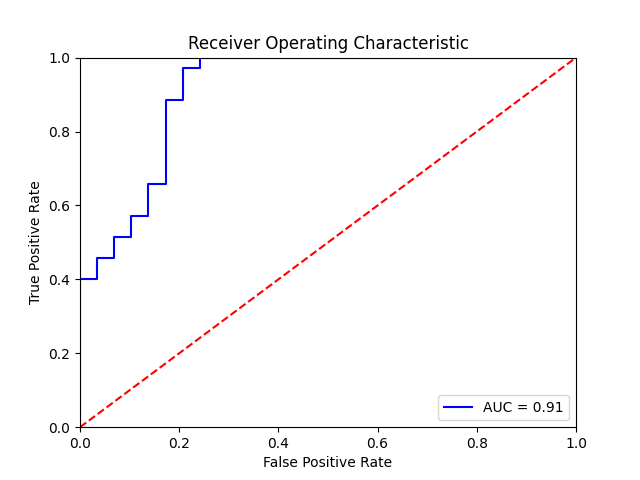 Receiver Operating Characteristic
1.0
0.8
0.6
0.4
0.2
0.0
True Positive Rate
AUC = 0.91
0.0 0.2 0.4 0.6 0.8 1.0
False Positive Rate